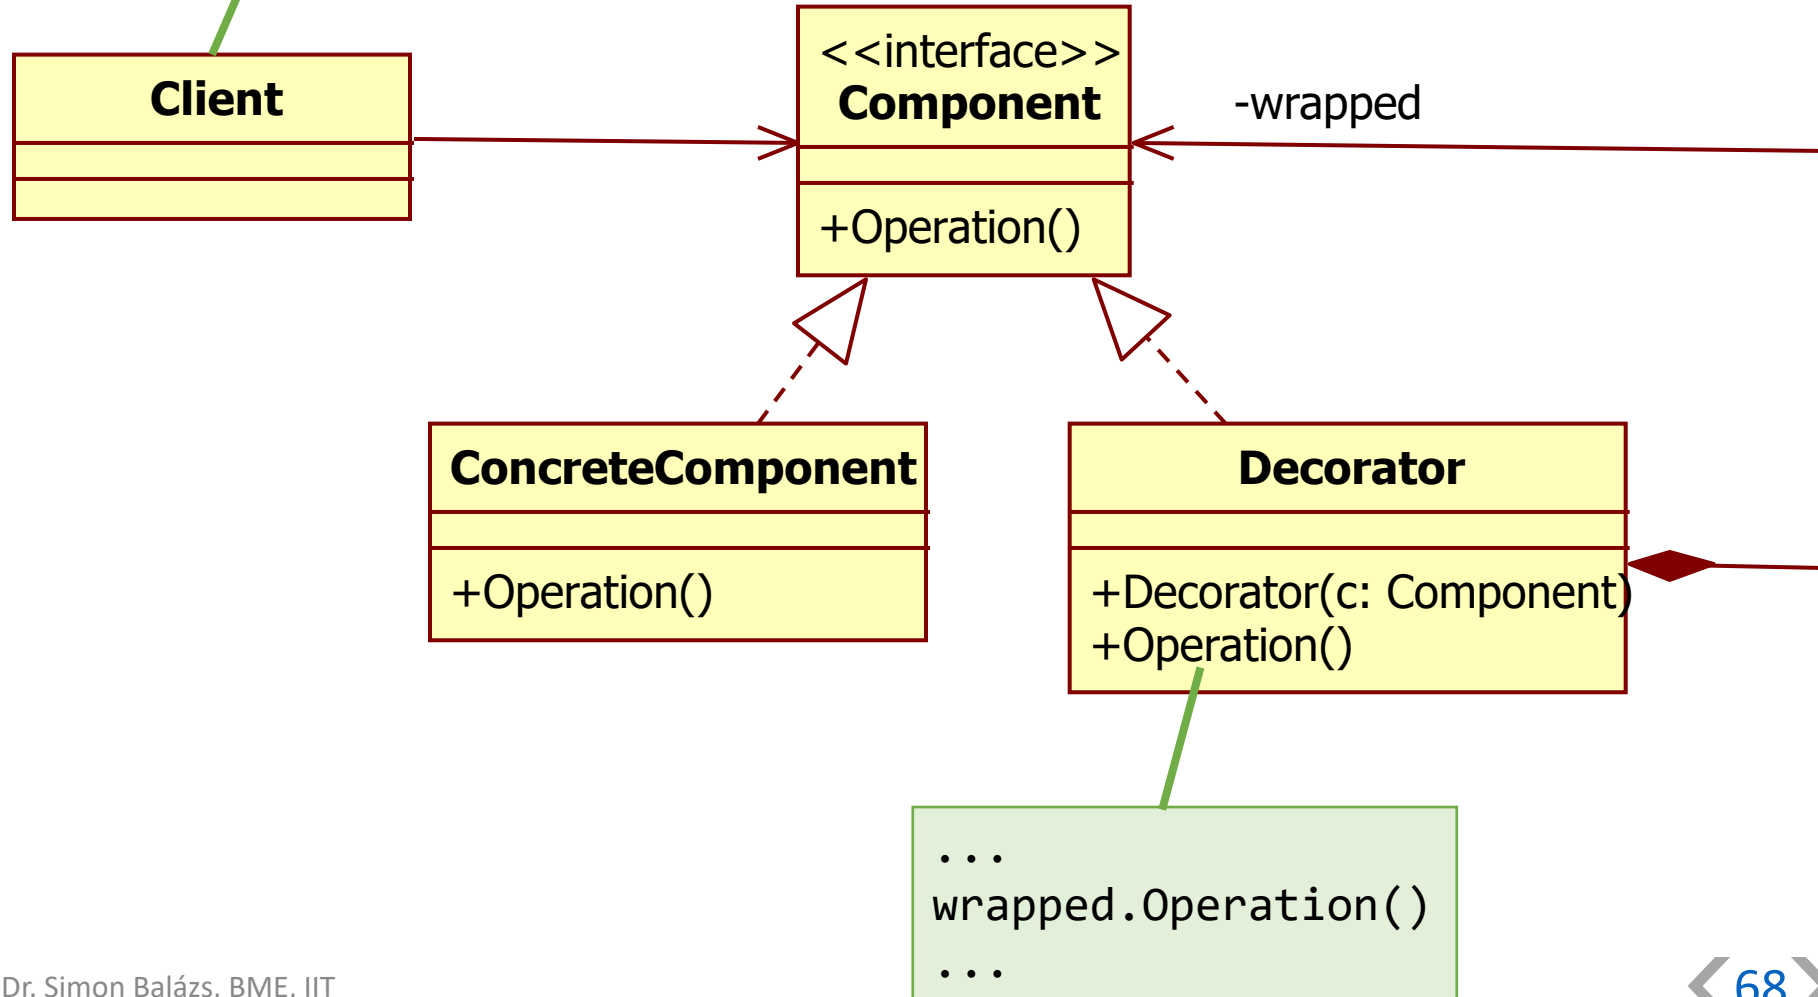 Client
<<interface>>
Component
+Operation()
-wrapped
ConcreteComponent
+Operation()
Decorator
+Decorator(c: Component)
+Operation()
...
wrapped.Operation()
...
Dr. Simon Balázs, BME, IIT
68